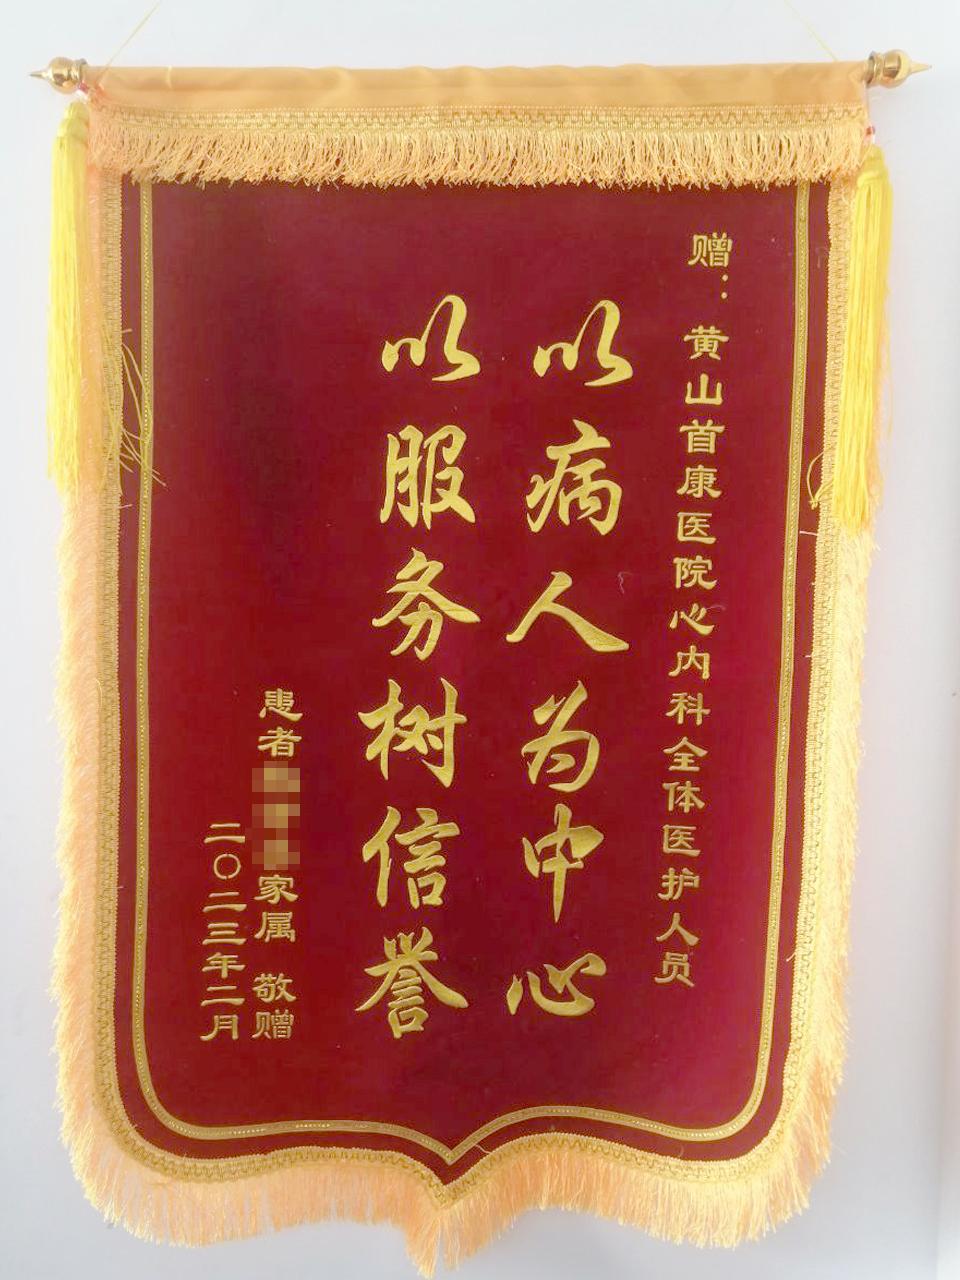 赠：黄山首康医院心内科全体医护人员
以病人为中心
以服务树信誉
患者家属 敬赠
二〇二三年二月